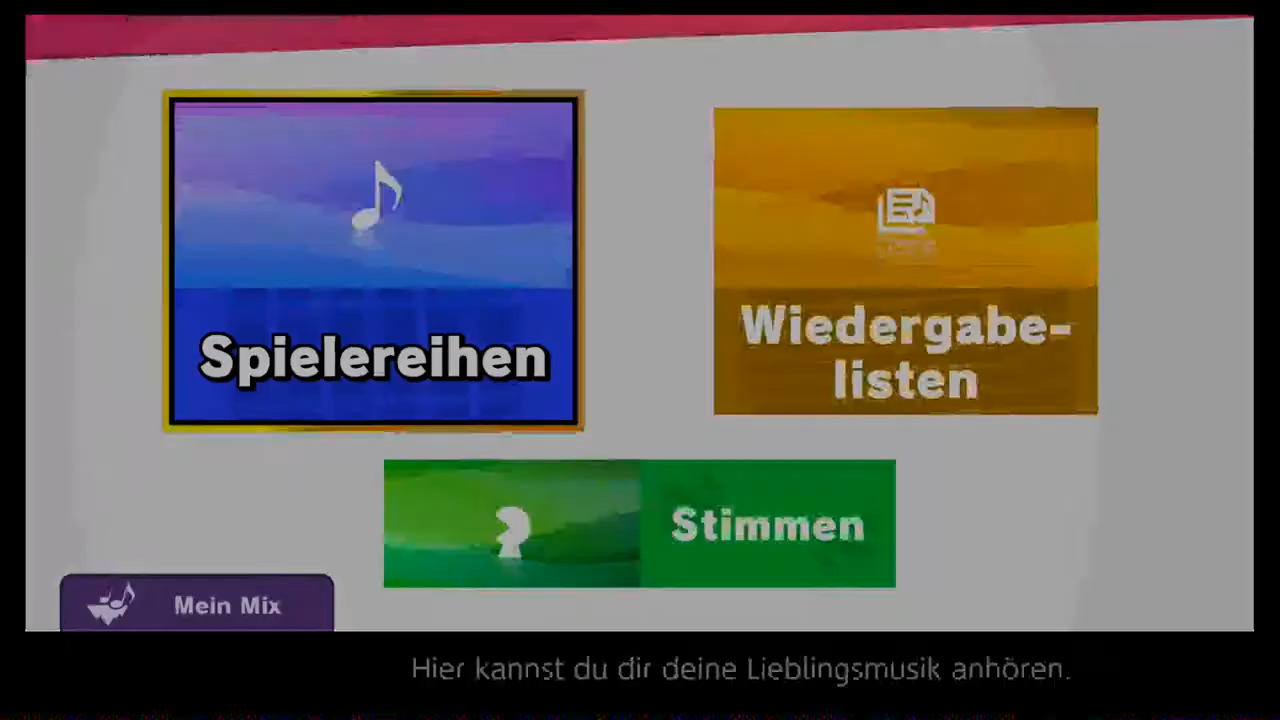 Spielereihen
Wiedergabe-
listen
Stimmen
Mein Mix
Hier kannst du dir deine Lieblingsmusik anhören.